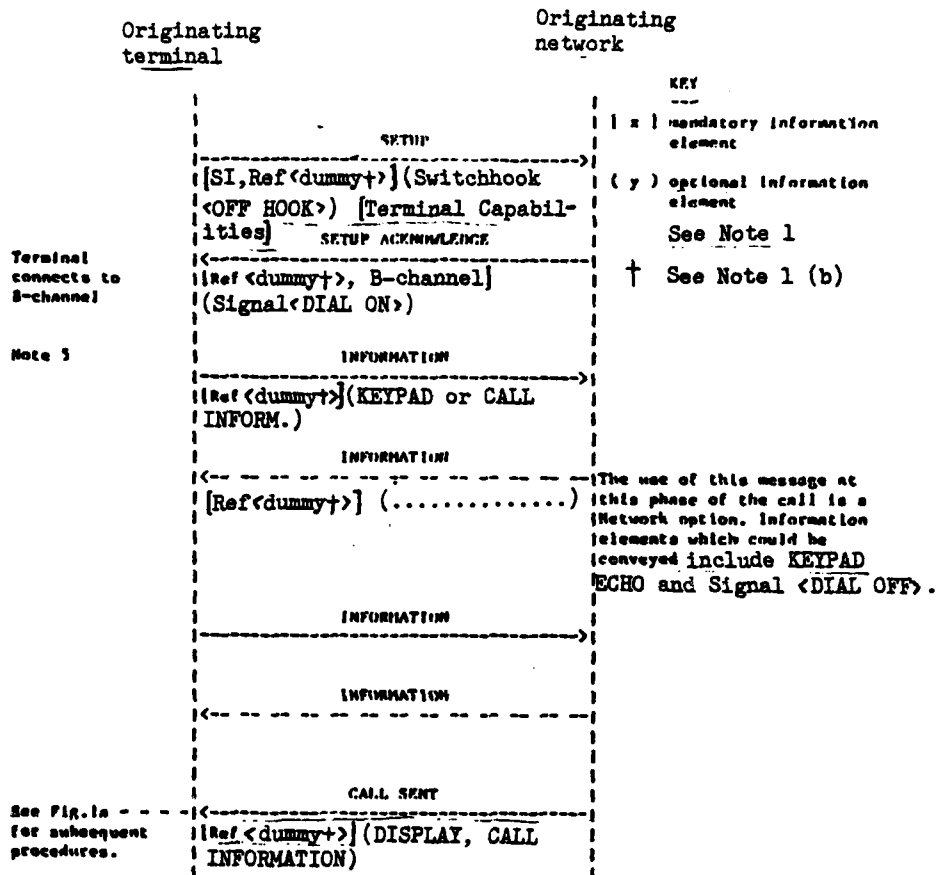 Originating
terminal
Originating
network
KEY
[ x ] mandatory information
element
SETUP
[SI,Ref<dummy†>](Switchhook
<OFF HOOK>) [Terminal Capabil-
ities]
( y ) optional information
element
See Note 1
† See Note 1 (b)
SETUP ACKNOWLEDGE
Terminal
connects to
B-channel
[Ref<dummy†>, B-channel]
(Signal<DIAL ON>)
Note 5
INFORMATION
[Ref<dummy†>](KEYPAD or CALL
INFORM.)
INFORMATION
[Ref<dummy†>] (...............)
The use of this message at
this phase of the call is a
Network option. Information
elements which could be
conveyed include KEYPAD
ECHO and Signal <DIAL OFF>.
INFORMATION
INFORMATION
CALL SENT
See Fig.1a
for subsequent
procedures.
[Ref<dummy†>](DISPLAY, CALL
INFORMATION)